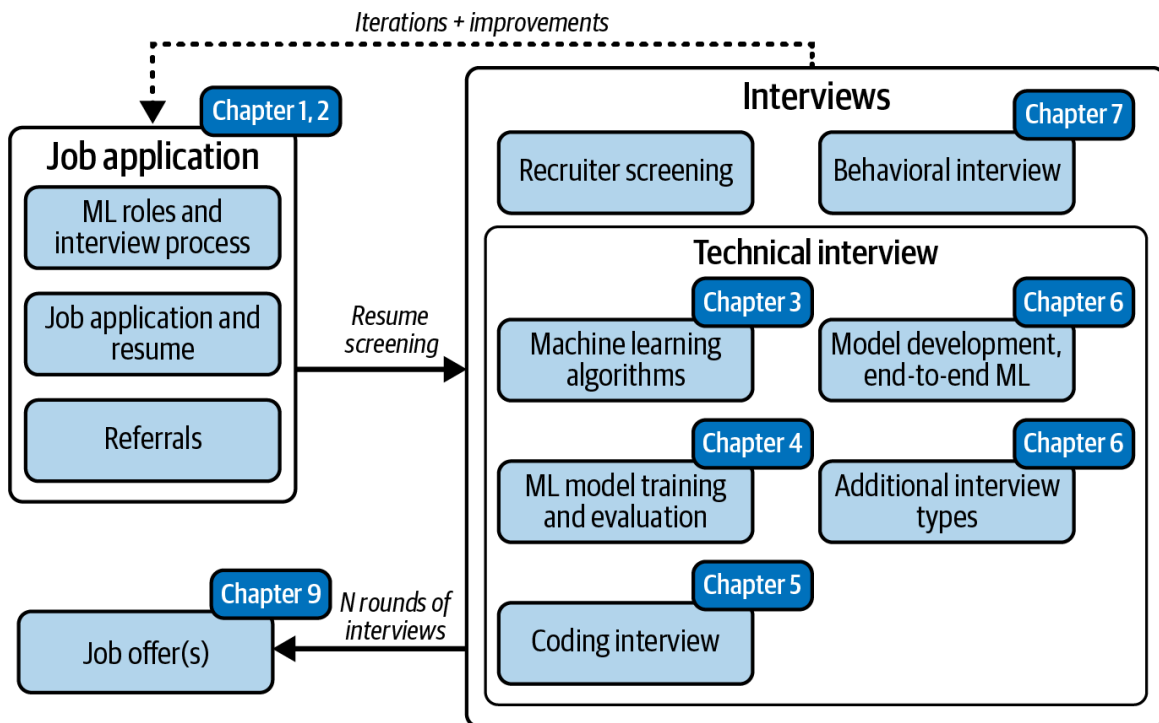 Iterations + improvements
Chapter 1, 2
Job application
ML roles and
interview process
Job application and
resume
Referrals
Resume
screening
Interviews
Recruiter screening
Chapter 7
Behavioral interview
Technical interview
Chapter 3
Machine learning
algorithms
Chapter 6
Model development,
end-to-end ML
Chapter 4
ML model training
and evaluation
Chapter 6
Additional interview
types
Chapter 5
Coding interview
N rounds of
interviews
Chapter 9
Job offer(s)